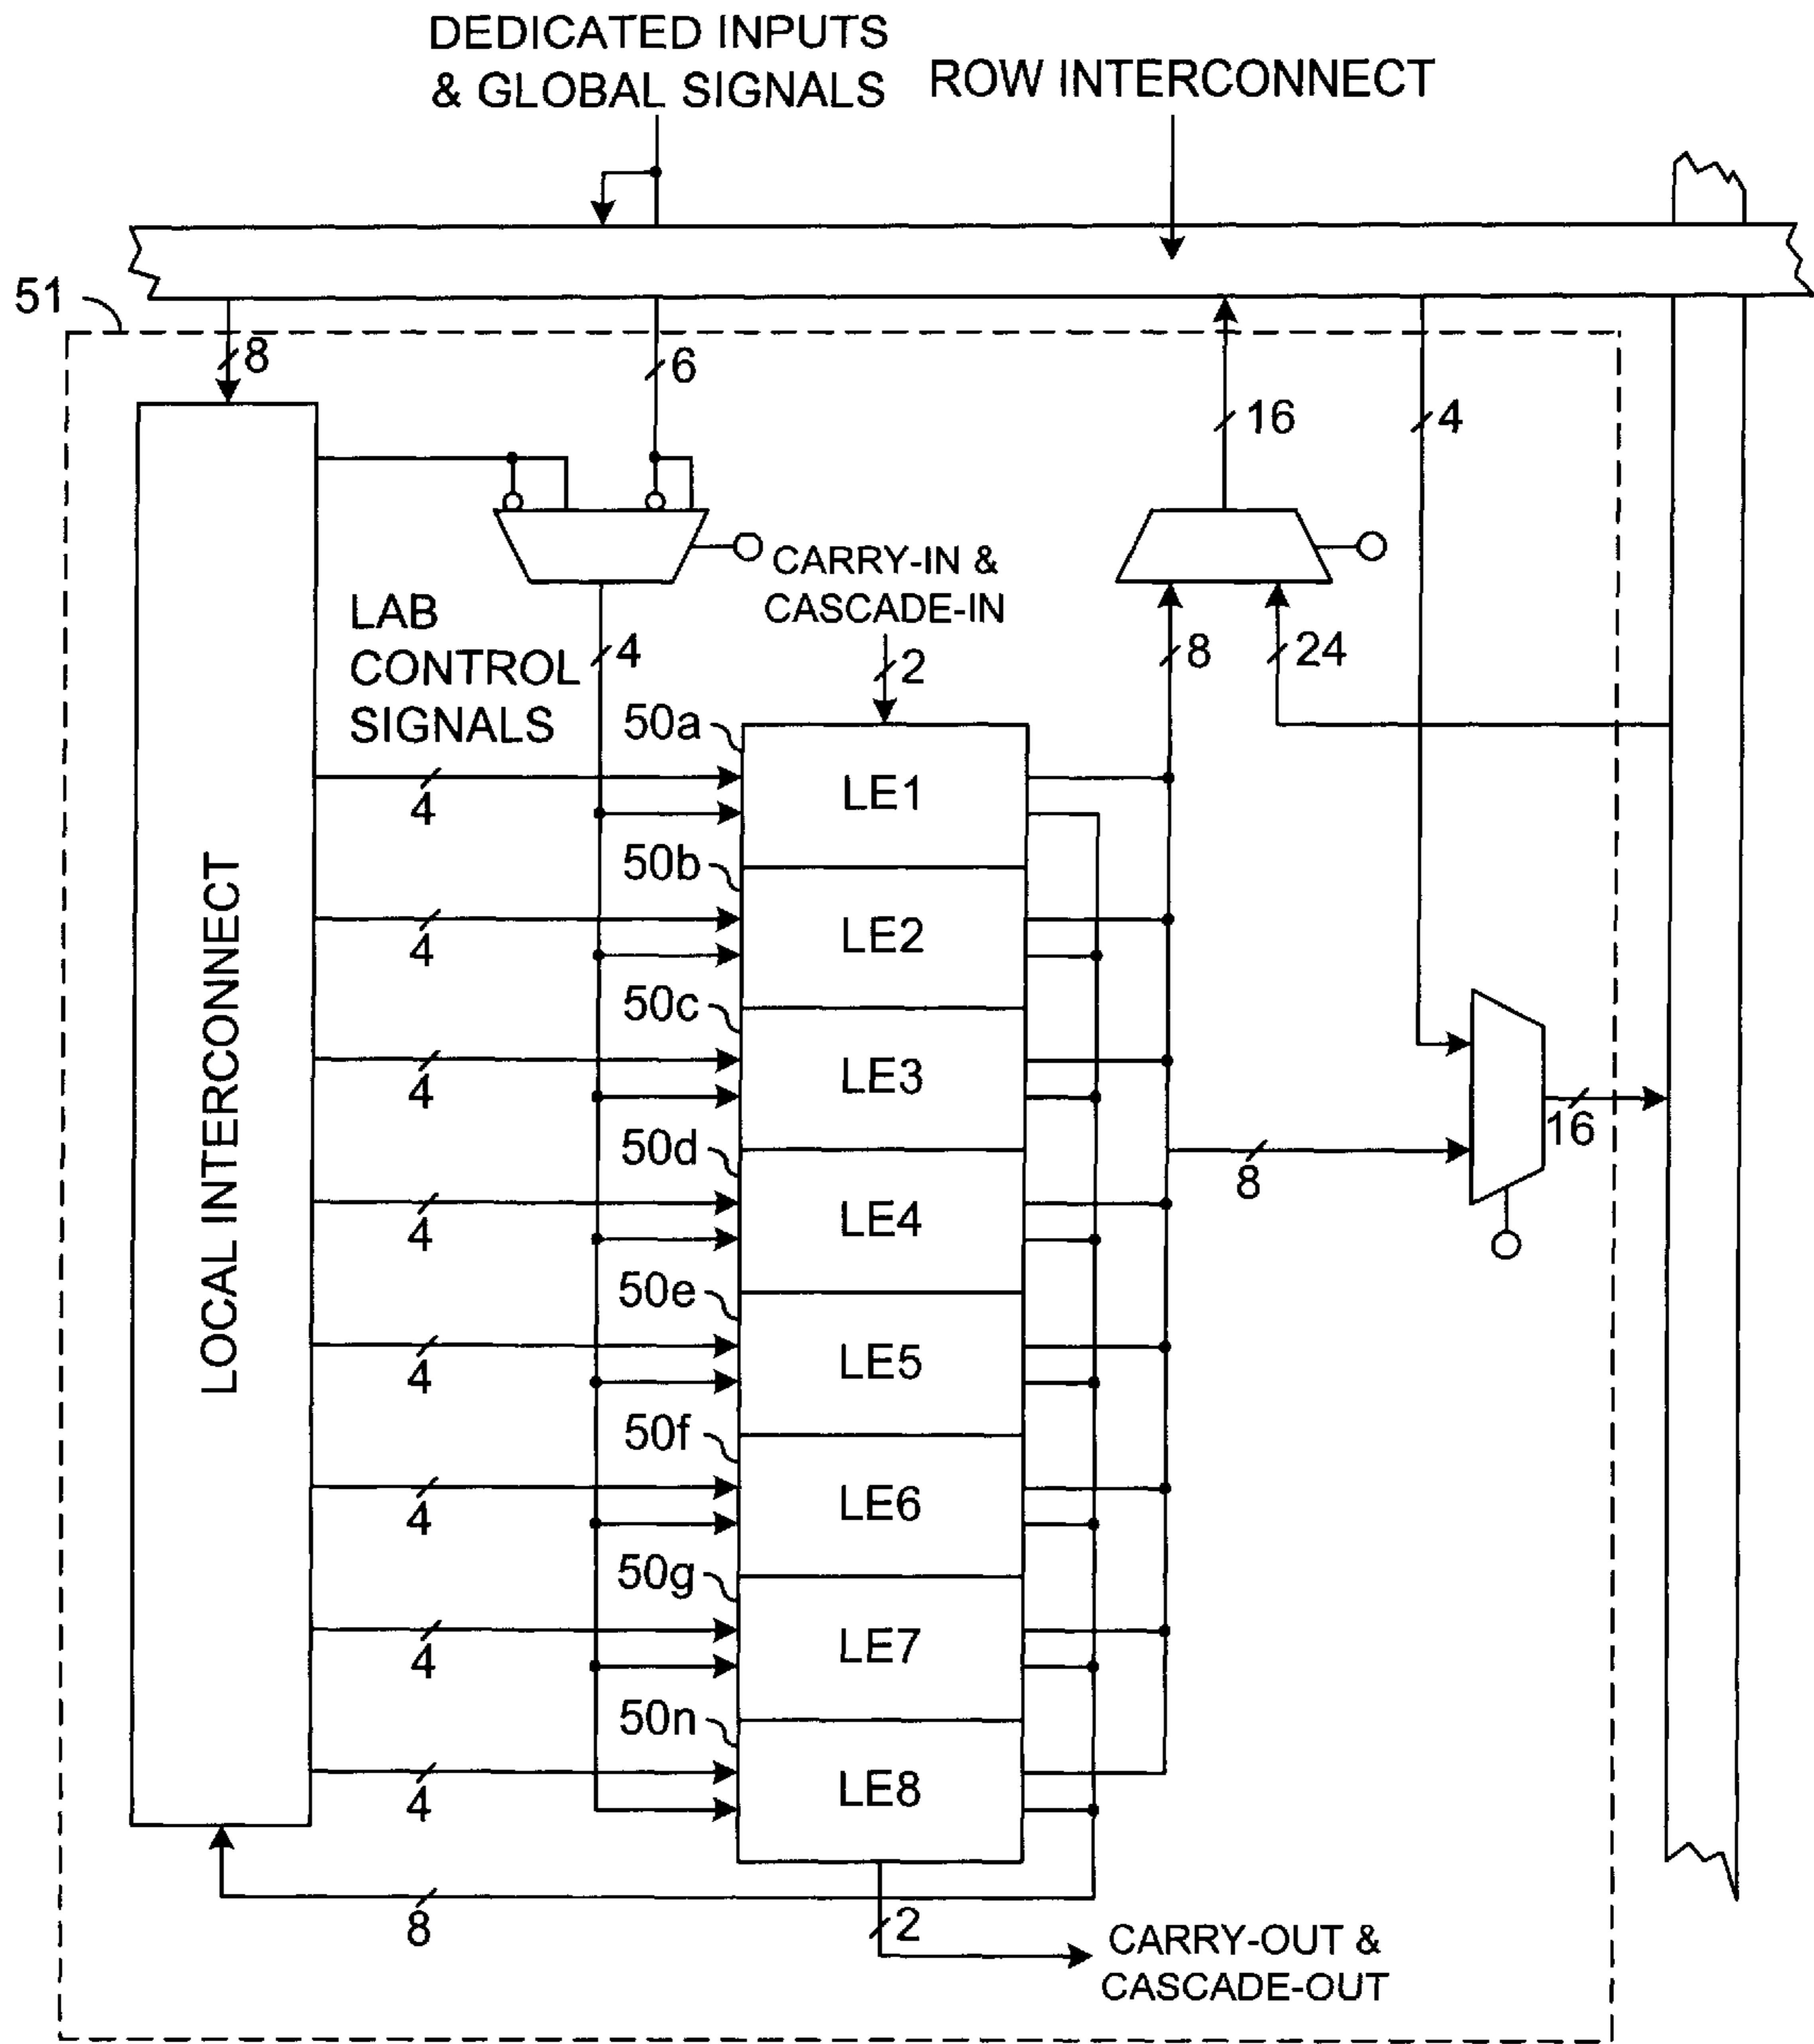 DEDICATED INPUTS
& GLOBAL SIGNALS
ROW INTERCONNECT
51
8
6
16
4
CARRY-IN &
CASCADE-IN
LAB
CONTROL
SIGNALS
4
2
8
24
LOCAL INTERCONNECT
50a
LE1
4
50b
LE2
4
50c
LE3
4
50d
LE4
4
8
16
50e
LE5
4
50f
LE6
4
50g
LE7
4
50n
LE8
4
8
2
CARRY-OUT &
CASCADE-OUT